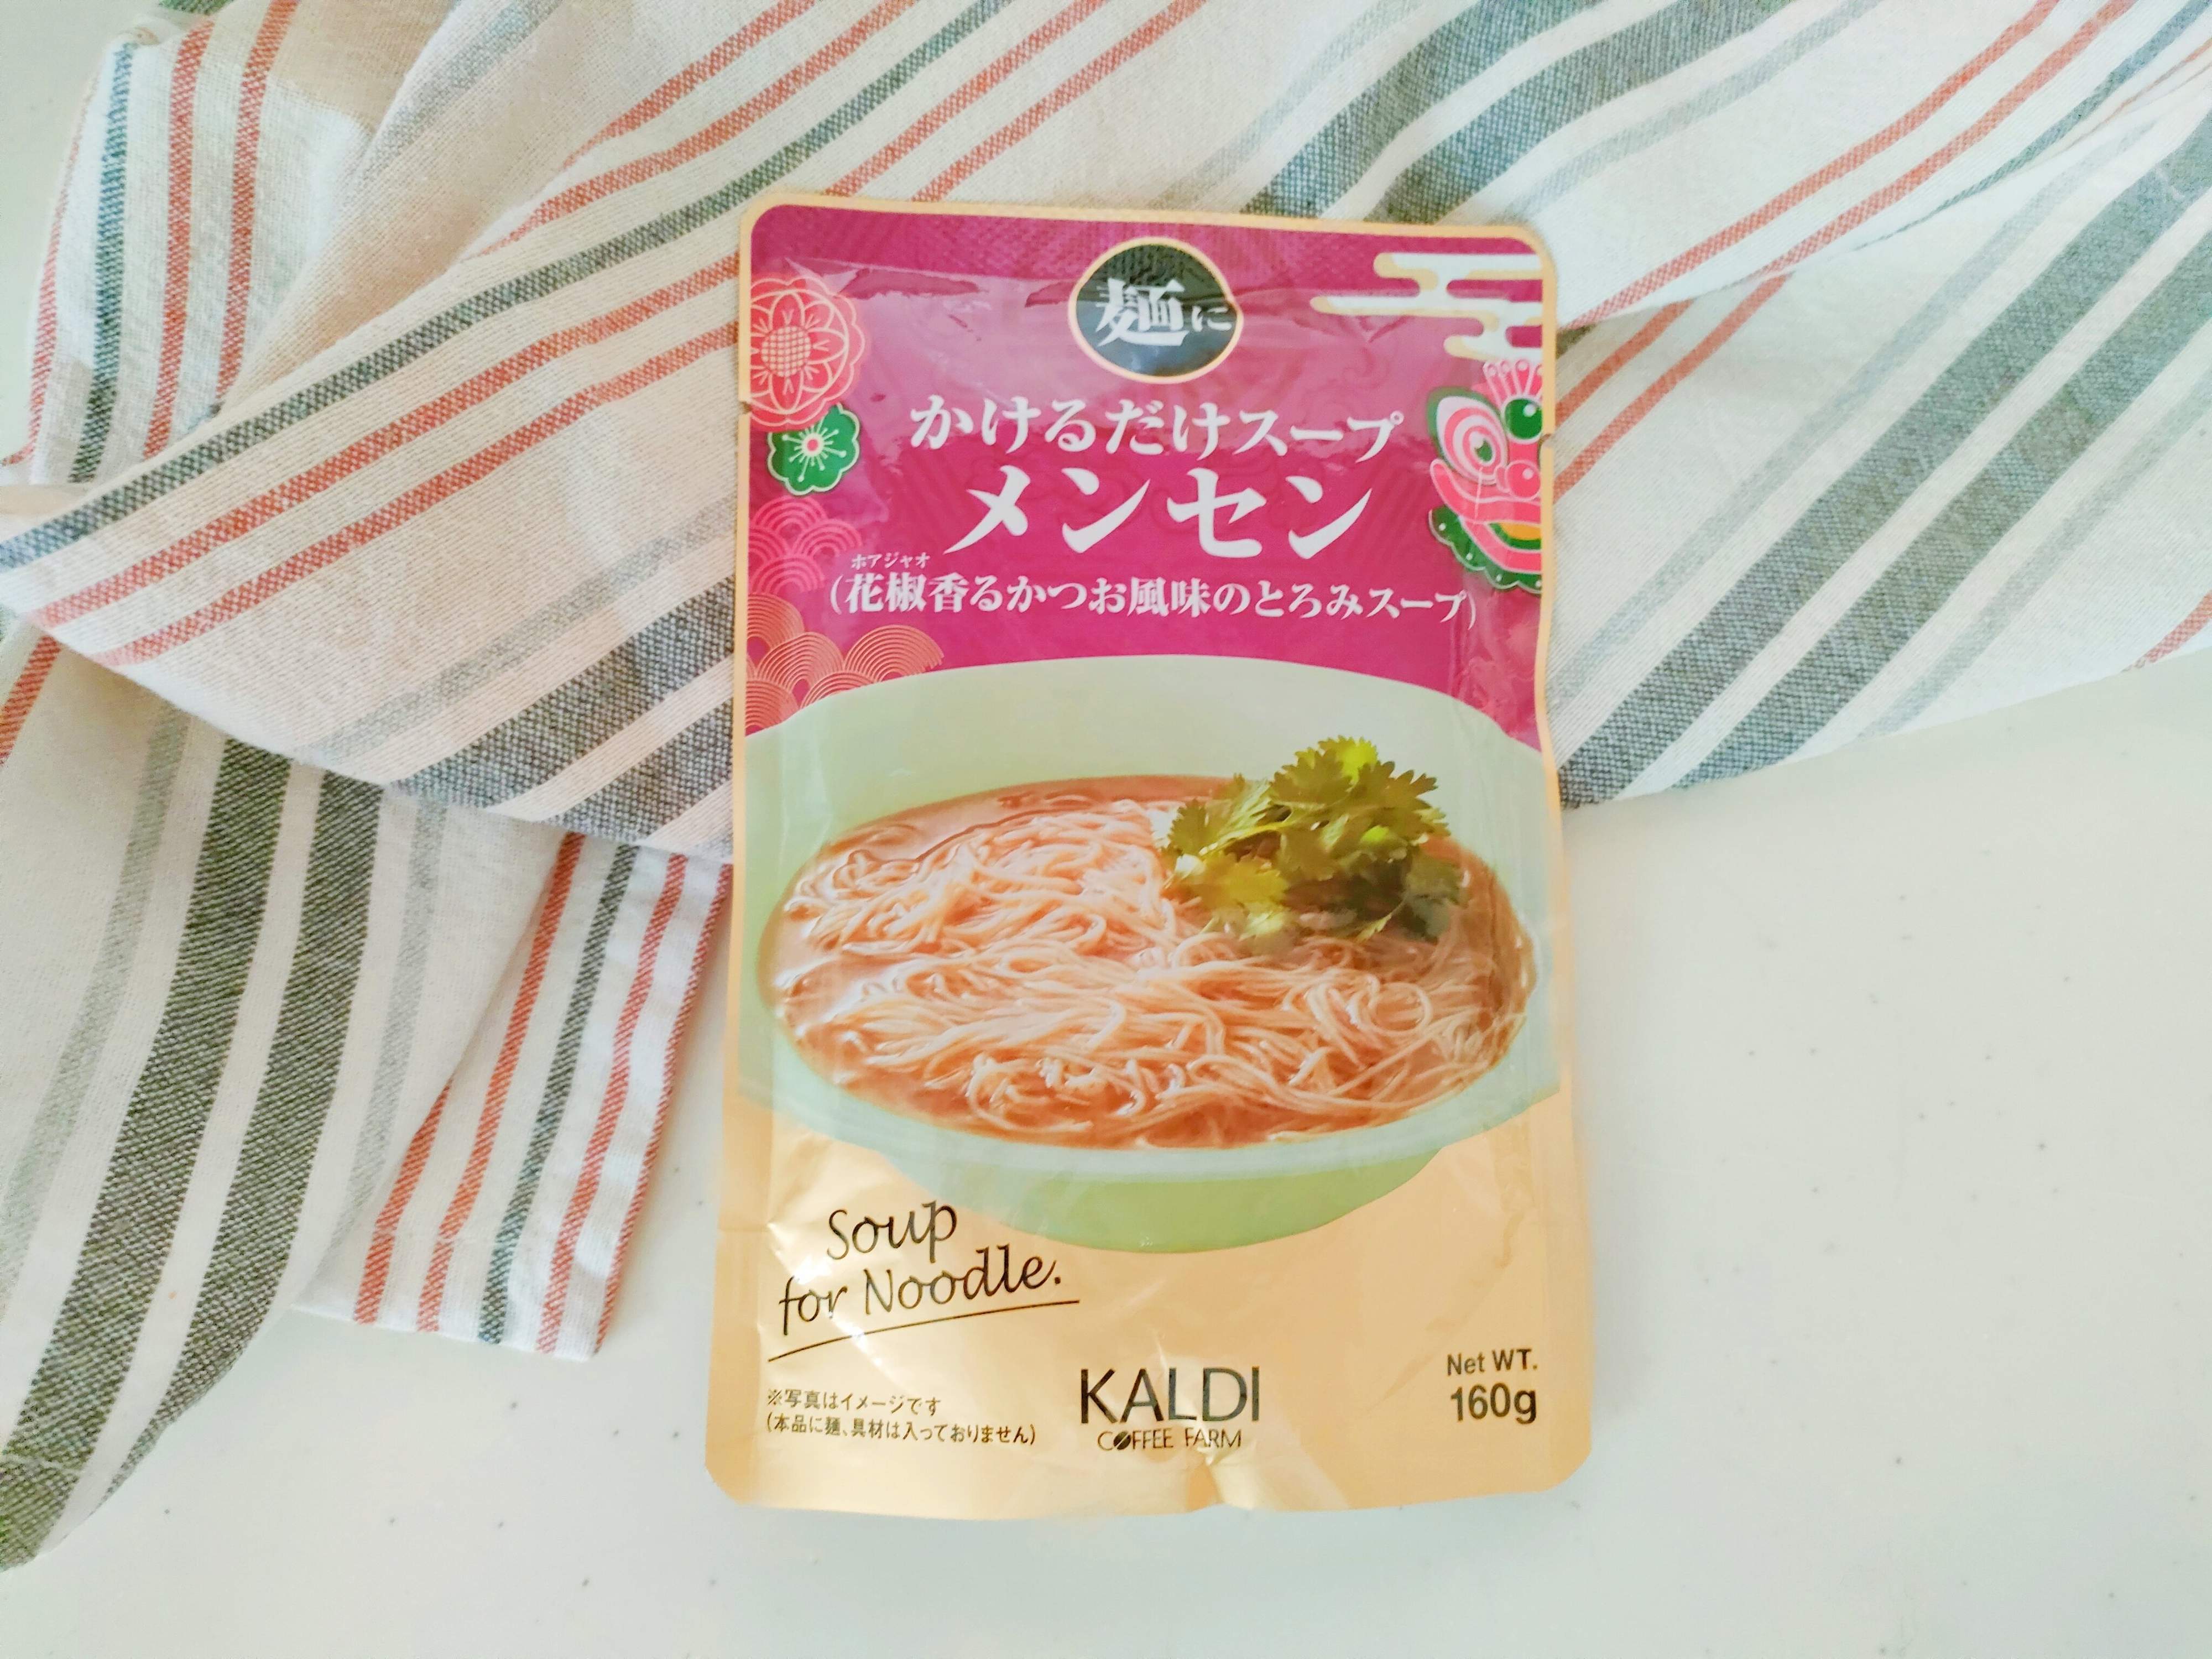 麺に
かけるだけスープ
メンセン
ホアジャオ
(花椒香るかつお風味のとろみスープ)
Soup
for Noodle.
※写真はイメージです
(本品に麺、具材は入っておりません)
KALDI
COFFEE FARM
Net WT.
160g